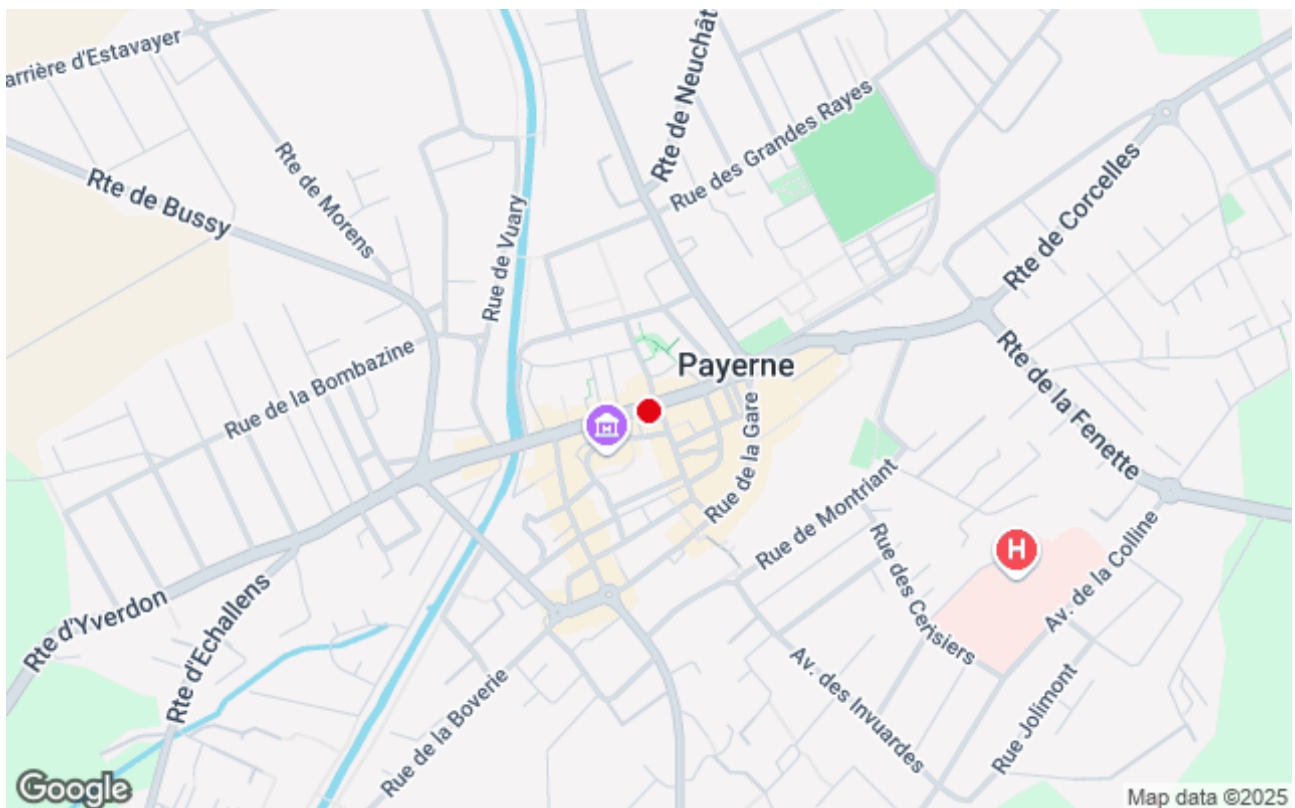 arrière d'Estavayer
Rte de Neuchât
Rue des Grandes Rayes
Rte de Morens
Rte de Bussy
Rue de Vuary
Rte de Corcelles
Rue de la Bombazine
Payerne
Rte de la Fenette
Rue de la Gare
Rue de Montriant
H
Rue des Cerisiers
Av. de la Colline
Rte d'Yverdon
Rte d'Echallens
Rue de la Boverie
Av. des Invuardes
Rue Jolimont
Google
Map data ©2025